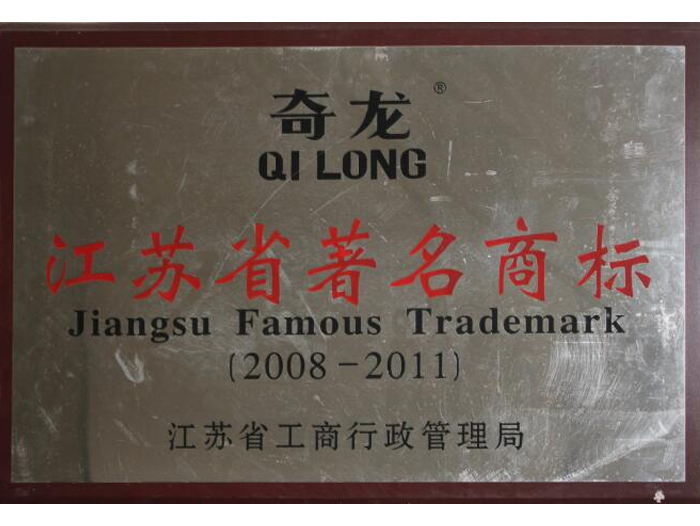 奇龙®
QI LONG
江苏省著名商标
Jiangsu Famous Trademark
(2008-2011)
江苏省工商行政管理局